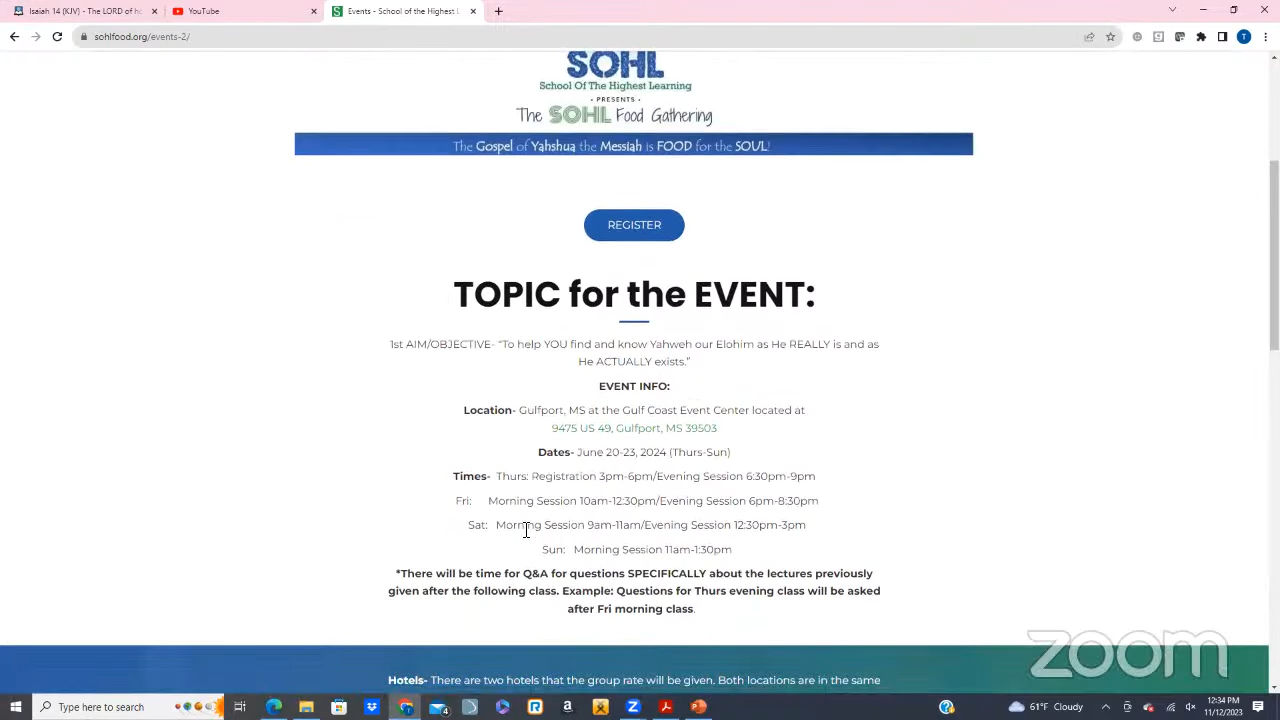 Isaiah 14 (KJV) - The LORD of h
YouTube
Events - School of the Highest L
sohlfood.org/events-2/
T
SOHL
School Of The Highest Learning
• PRESENTS •
The SOHL Food Gathering
The Gospel of Yahshua the Messiah is FOOD for the SOUL!
REGISTER
TOPIC for the EVENT:
1st AIM/OBJECTIVE- “To help YOU find and know Yahweh our Elohim as He REALLY is and as
He ACTUALLY exists.”
EVENT INFO:
Location- Gulfport, MS at the Gulf Coast Event Center located at
9475 US 49, Gulfport, MS 39503
Dates- June 20-23, 2024 (Thurs-Sun)
Times- Thurs: Registration 3pm-6pm/Evening Session 6:30pm-9pm
Fri: Morning Session 10am-12:30pm/Evening Session 6pm-8:30pm
Sat: Morning Session 9am-11am/Evening Session 12:30pm-3pm
Sun: Morning Session 11am-1:30pm
*There will be time for Q&A for questions SPECIFICALLY about the lectures previously
given after the following class. Example: Questions for Thurs evening class will be asked
after Fri morning class.
zoom
Hotels- There are two hotels that the group rate will be given. Both locations are in the same
Type here to search
4
61°F Cloudy
12:34 PM
11/12/2023